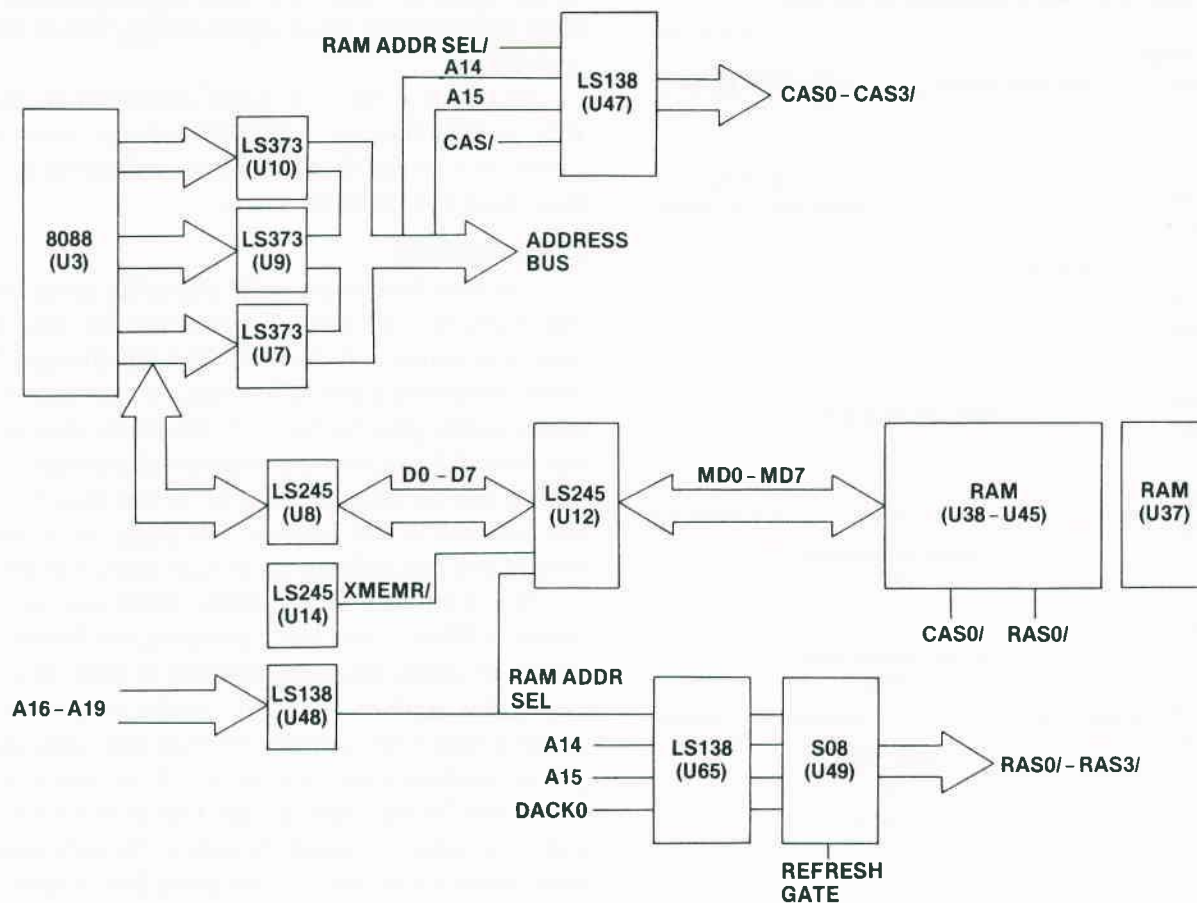 RAM ADDR SEL/
A14
A15
CAS/
LS138
(U47)
CAS0-CAS3/
8088
(U3)
LS373
(U10)
LS373
(U9)
LS373
(U7)
ADDRESS
BUS
LS245
(U8)
D0-D7
LS245
(U12)
MD0-MD7
RAM
(U38-U45)
RAM
(U37)
LS245
(U14)
XMEMR/
CAS0/
RAS0/
A16-A19
LS138
(U48)
RAM ADDR
SEL
A14
A15
DACK0
LS138
(U65)
S08
(U49)
RAS0/-RAS3/
REFRESH
GATE